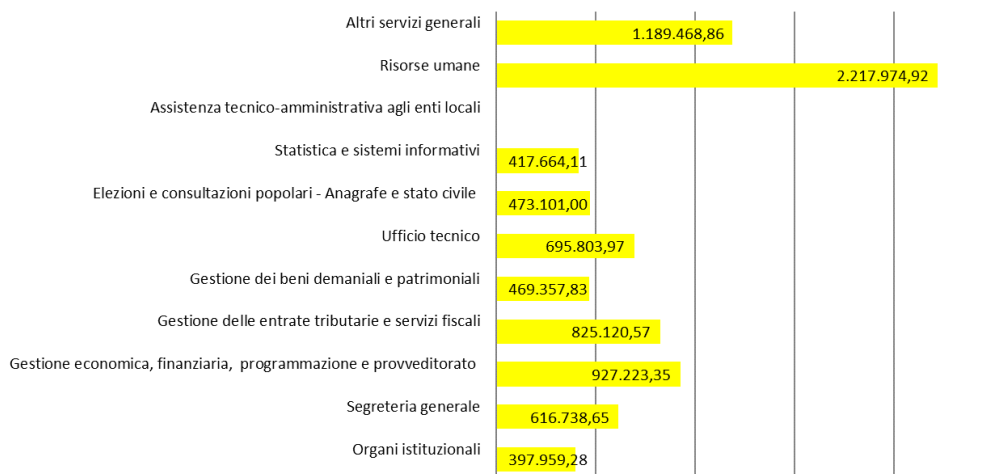 Altri servizi generali 1.189.468,86
Risorse umane 2.217.974,92
Assistenza tecnico-amministrativa agli enti locali
Statistica e sistemi informativi 417.664,11
Elezioni e consultazioni popolari - Anagrafe e stato civile 473.101,00
Ufficio tecnico 695.803,97
Gestione dei beni demaniali e patrimoniali 469.357,83
Gestione delle entrate tributarie e servizi fiscali 825.120,57
Gestione economica, finanziaria, programmazione e provveditorato 927.223,35
Segreteria generale 616.738,65
Organi istituzionali 397.959,28